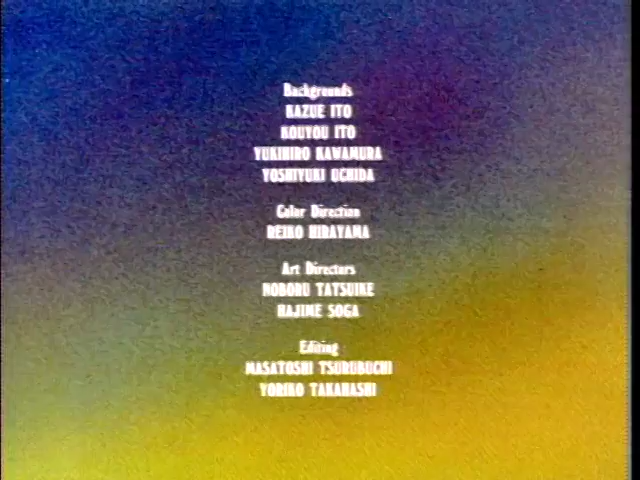 Backgrounds
KAZUE ITO
KOUYOU ITO
YUKIHIRO KAWAMURA
YOSHIYUKI UCHIDA
Color Direction
REIKO HIRAYAMA
Art Directors
NOBORU TATSUIKE
HAJIME SOGA
Editing
MASATOSHI TSURUBUCHI
YORIKO TAKAHASHI